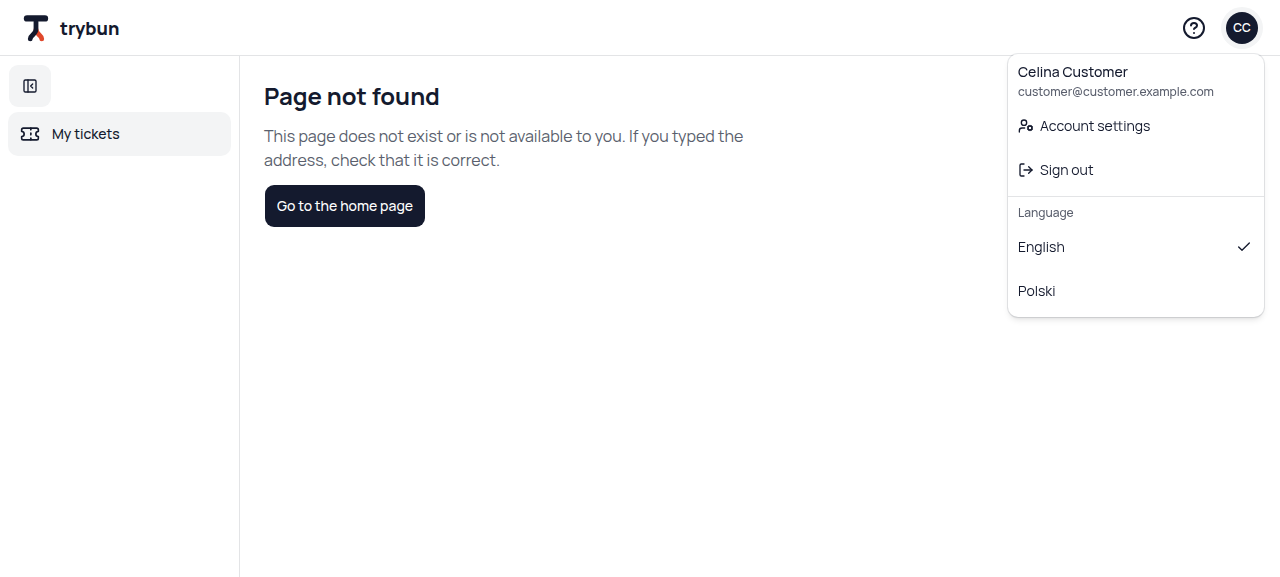 trybun
CC
Celina Customer
customer@customer.example.com
Account settings
Sign out
Language
English
Polski
My tickets
Page not found
This page does not exist or is not available to you. If you typed the
address, check that it is correct.
Go to the home page